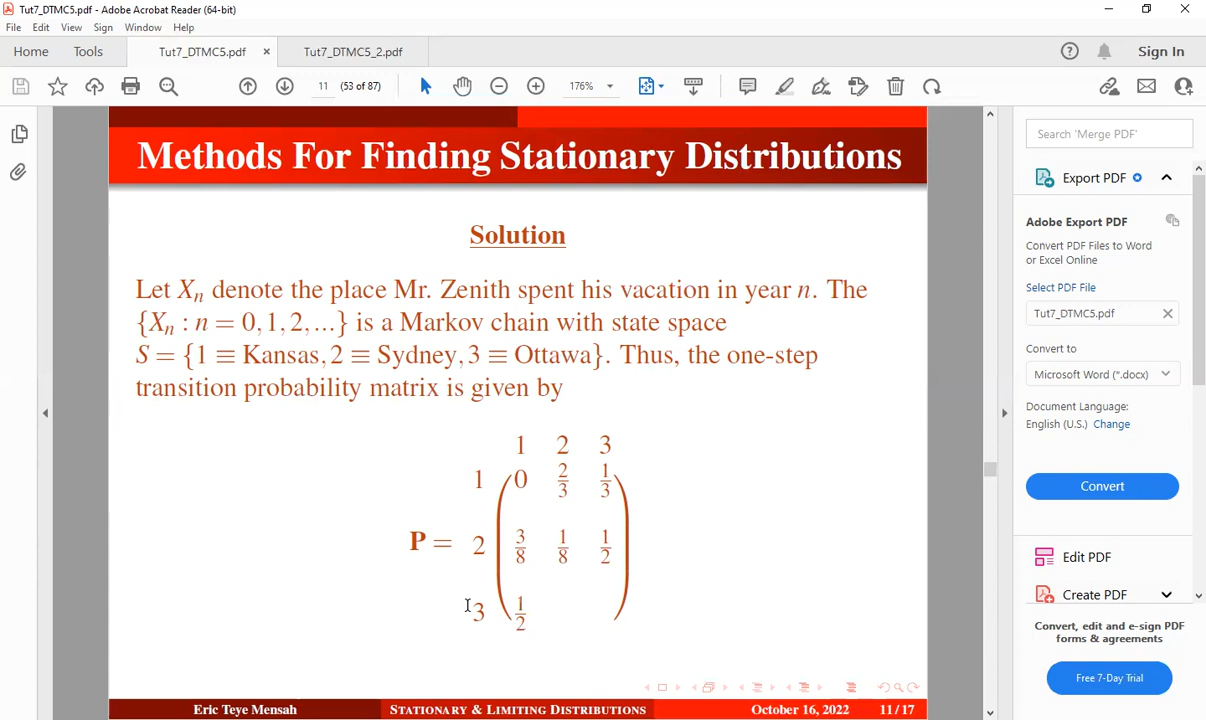 Tut7_DTMC5.pdf - Adobe Acrobat Reader (64-bit)
File Edit View Sign Window Help
Home Tools Tut7_DTMC5.pdf × Tut7_DTMC5_2.pdf Sign In
11 (53 of 87) 176%
Methods For Finding Stationary Distributions
Solution
Let Xn denote the place Mr. Zenith spent his vacation in year n. The
{Xn : n = 0,1,2,...} is a Markov chain with state space
S = {1 ≡ Kansas, 2 ≡ Sydney, 3 ≡ Ottawa}. Thus, the one-step
transition probability matrix is given by
1 2 3
1 0 2/3 1/3
P = 2 3/8 1/8 1/2
3 1/2
Eric Teye Mensah STATIONARY & LIMITING DISTRIBUTIONS October 16, 2022 11/17
Search 'Merge PDF'
Export PDF
Adobe Export PDF
Convert PDF Files to Word
or Excel Online
Select PDF File
Tut7_DTMC5.pdf ×
Convert to
Microsoft Word (*.docx)
Document Language:
English (U.S.) Change
Convert
Edit PDF
Create PDF
Convert, edit and e-sign PDF
forms & agreements
Free 7-Day Trial